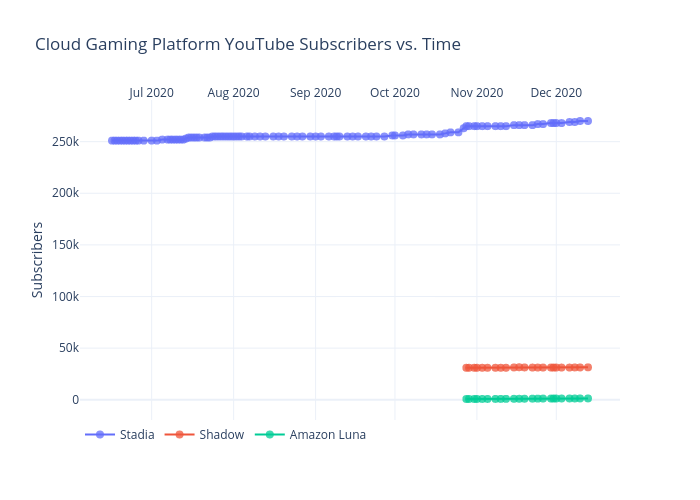 Cloud Gaming Platform YouTube Subscribers vs. Time
Jul 2020 Aug 2020 Sep 2020 Oct 2020 Nov 2020 Dec 2020
250k
200k
150k
100k
50k
0
Subscribers
Stadia Shadow Amazon Luna